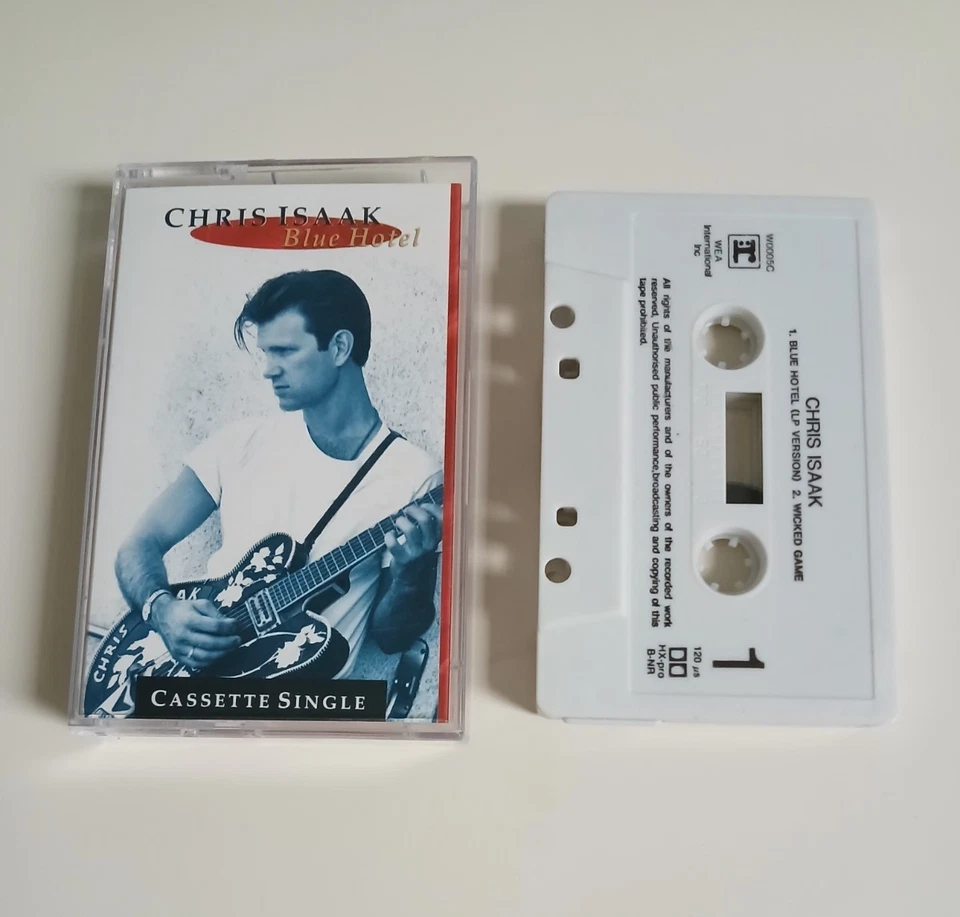 CHRIS ISAAK
Blue Hotel
AK
CHRIS
CASSETTE SINGLE
CHRIS ISAAK
1. BLUE HOTEL (LP VERSION) 2. WICKED GAME
W0005C
r
WEA
International
Inc
1
120 µs
HX-pro
B-NR
All rights of the manufacturers and of the owners of the recorded work
reserved. Unauthorised public performance,broadcasting and copying of this
tape prohibited.